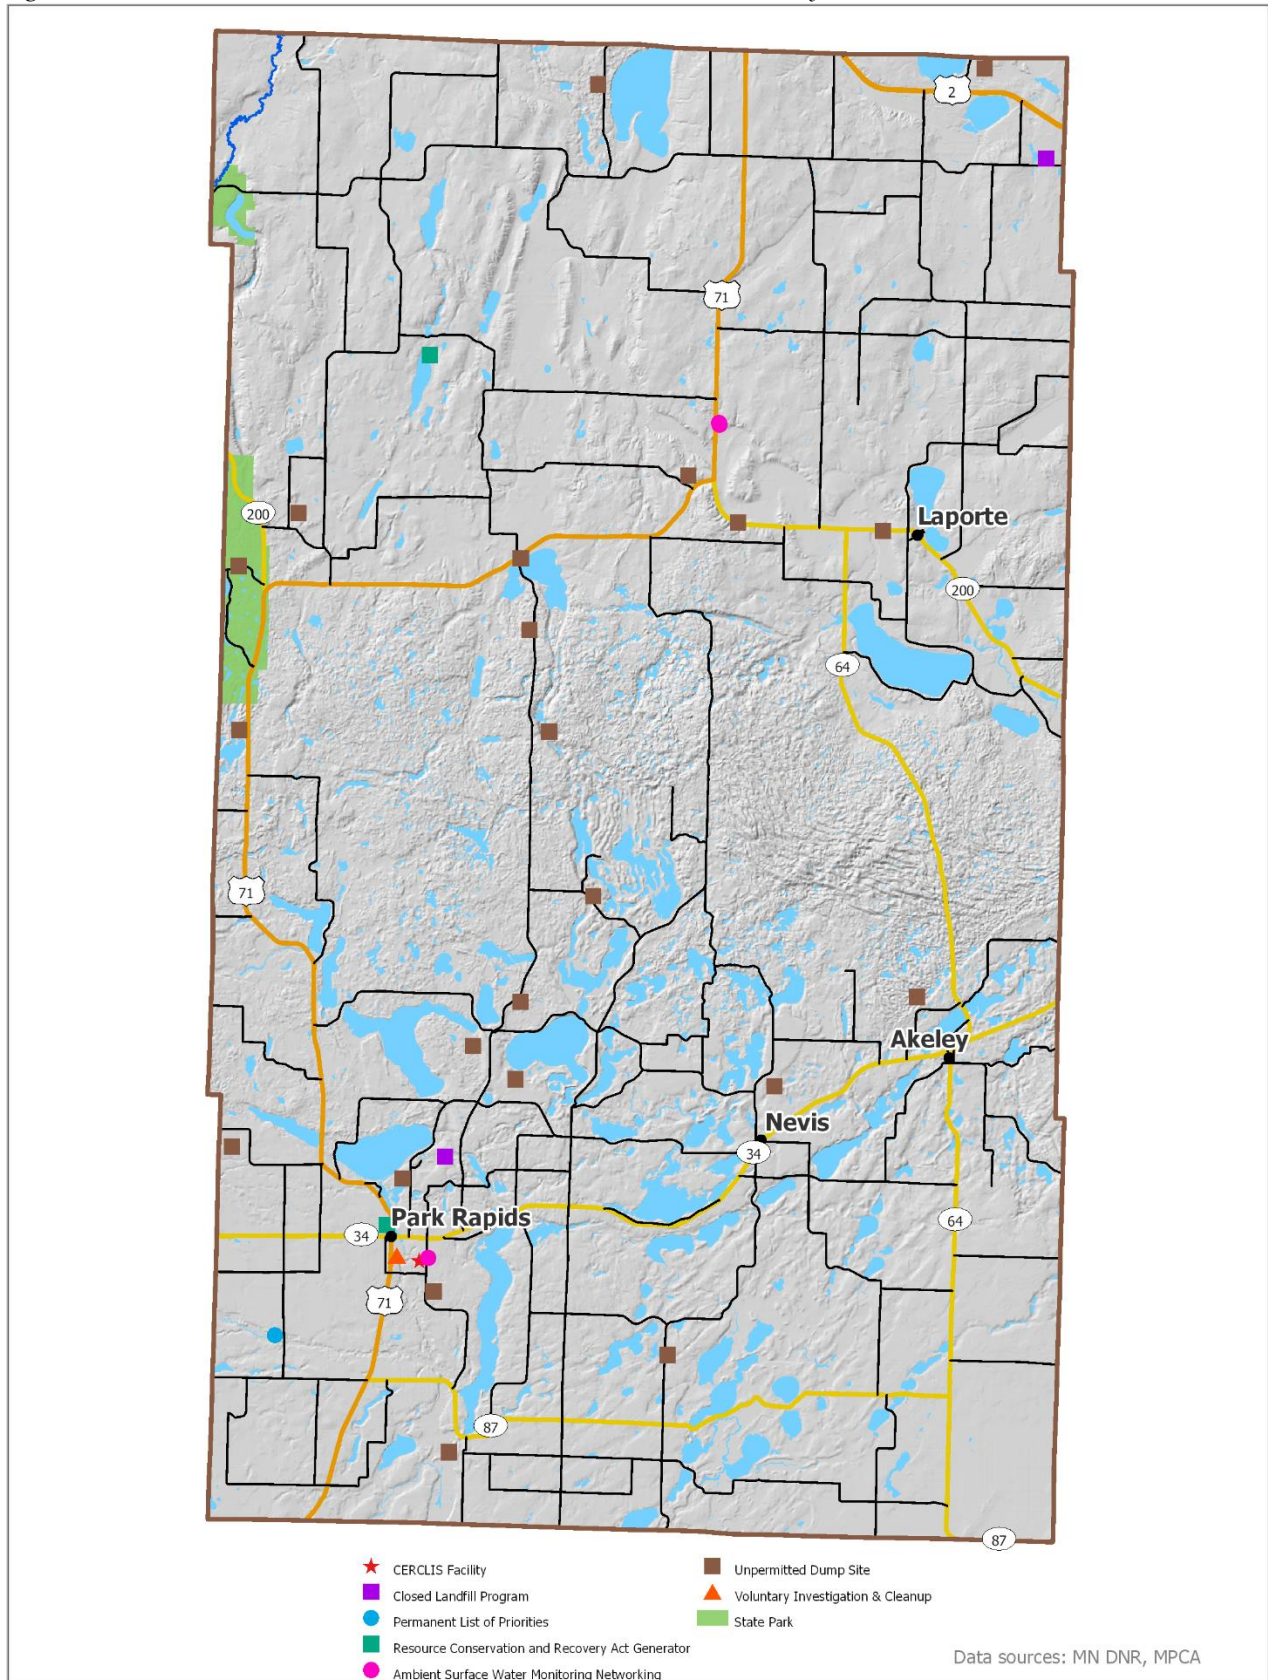 2
71
200
Laporte
200
64
71
Akeley
Nevis
34
Park Rapids
34
64
71
87
87
CERCLIS Facility
Closed Landfill Program
Permanent List of Priorities
Resource Conservation and Recovery Act Generator
Ambient Surface Water Monitoring Networking
Unpermitted Dump Site
Voluntary Investigation & Cleanup
State Park
Data sources: MN DNR, MPCA